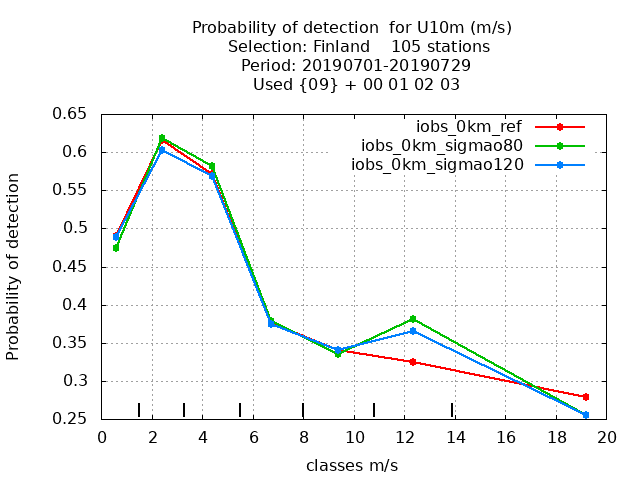 Probability of detection  for U10m (m/s)
Selection: Finland    105 stations
Period: 20190701-20190729
Used {09} + 00 01 02 03
iobs_0km_ref
iobs_0km_sigmao80
iobs_0km_sigmao120
Probability of detection
0.65
0.6
0.55
0.5
0.45
0.4
0.35
0.3
0.25
0 2 4 6 8 10 12 14 16 18 20
classes m/s